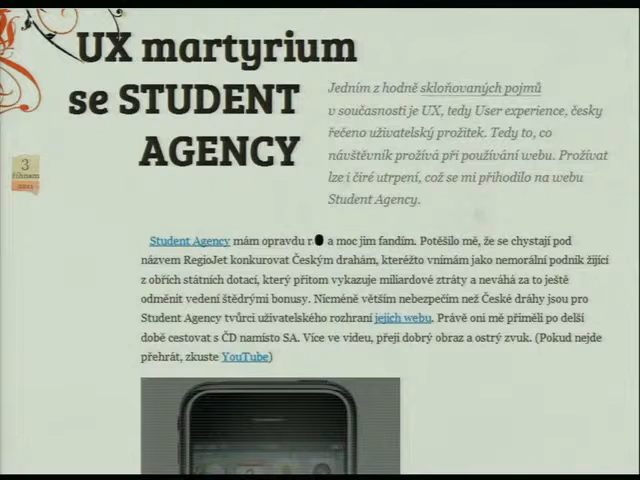 UX martyrium
se STUDENT
AGENCY
Jedním z hodně skloňovaných pojmů
v současnosti je UX, tedy User experience, česky
řečeno uživatelský prožitek. Tedy to, co
návštěvník prožívá při používání webu. Prožívat
lze i čiré utrpení, což se mi přihodilo na webu
Student Agency.
3
říhnem
2011
Student Agency mám opravdu a moc jim fandím. Potěšilo mě, že se chystají pod
názvem RegioJet konkurovat Českým drahám, kteréžto vnímám jako nemorální podnik žijící
z obřích státních dotací, který přitom vykazuje miliardové ztráty a neváhá za to ještě
odměnit vedení štědrými bonusy. Nicméně větším nebezpečím než České dráhy jsou pro
Student Agency tvůrci uživatelského rozhraní jejich webu. Právě oni mě přiměli po delší
době cestovat s ČD namísto SA. Více ve videu, přeji dobrý obraz a ostrý zvuk. (Pokud nejde
přehrát, zkuste YouTube)